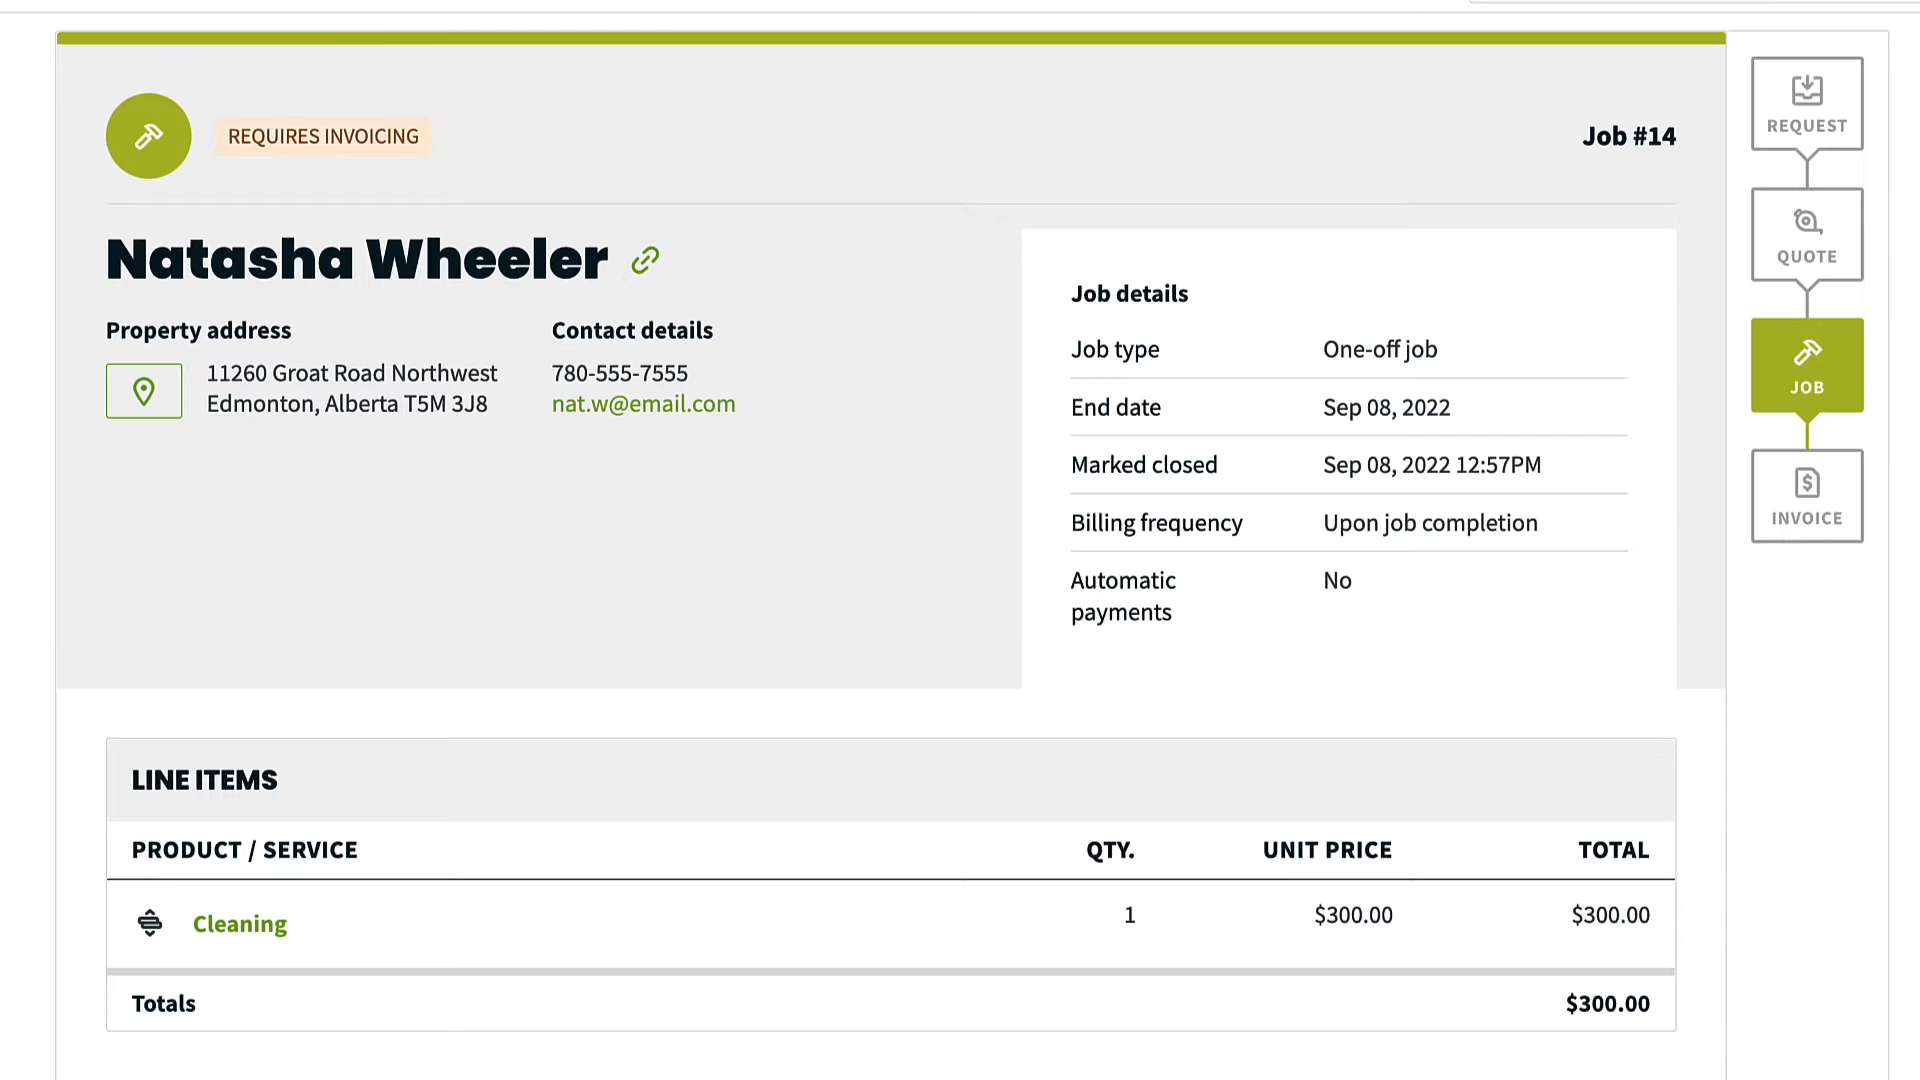 REQUIRES INVOICING
Job #14
Natasha Wheeler
Property address
11260 Groat Road Northwest
Edmonton, Alberta T5M 3J8
Contact details
780-555-7555
nat.w@email.com
Job details
Job type One-off job
End date Sep 08, 2022
Marked closed Sep 08, 2022 12:57PM
Billing frequency Upon job completion
Automatic No
payments
LINE ITEMS
PRODUCT / SERVICE QTY. UNIT PRICE TOTAL
Cleaning 1 $300.00 $300.00
Totals $300.00
REQUEST
QUOTE
JOB
INVOICE